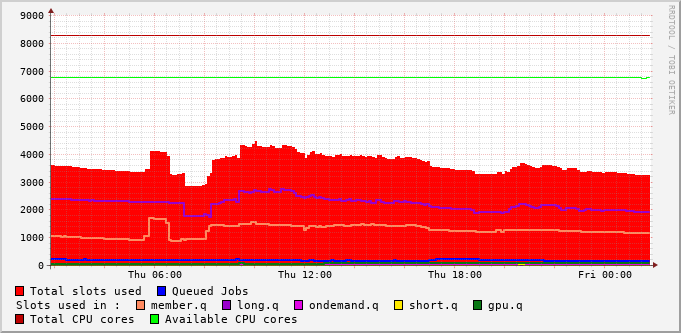 9000
8000
7000
6000
5000
4000
3000
2000
1000
0
Thu 06:00 Thu 12:00 Thu 18:00 Fri 00:00
Total slots used Queued Jobs
Slots used in : member.q long.q ondemand.q short.q gpu.q
Total CPU cores Available CPU cores
RRDTOOL / TOBI OETIKER